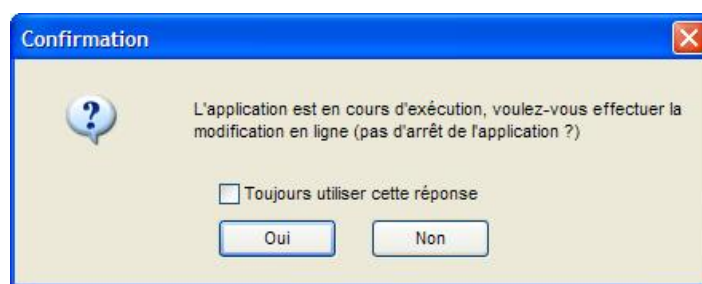 Confirmation
L'application est en cours d'exécution, voulez-vous effectuer la
modification en ligne (pas d'arrêt de l'application ?)
Toujours utiliser cette réponse
Oui
Non